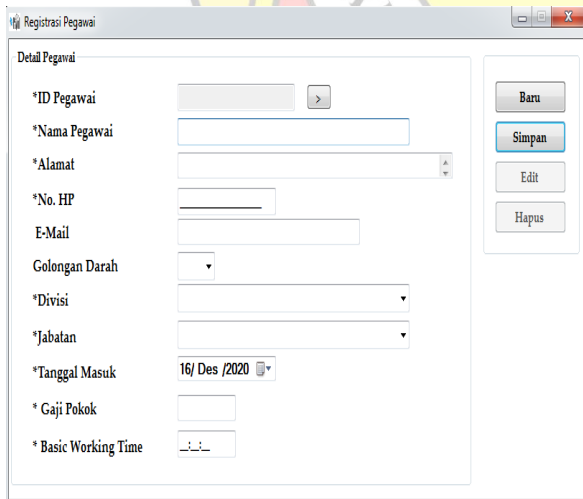 Registrasi Pegawai
Detail Pegawai
*ID Pegawai >
*Nama Pegawai
*Alamat
*No. HP
E-Mail
Golongan Darah
*Divisi
*Jabatan
*Tanggal Masuk 16/ Des /2020
* Gaji Pokok
* Basic Working Time _:_:_
Baru
Simpan
Edit
Hapus